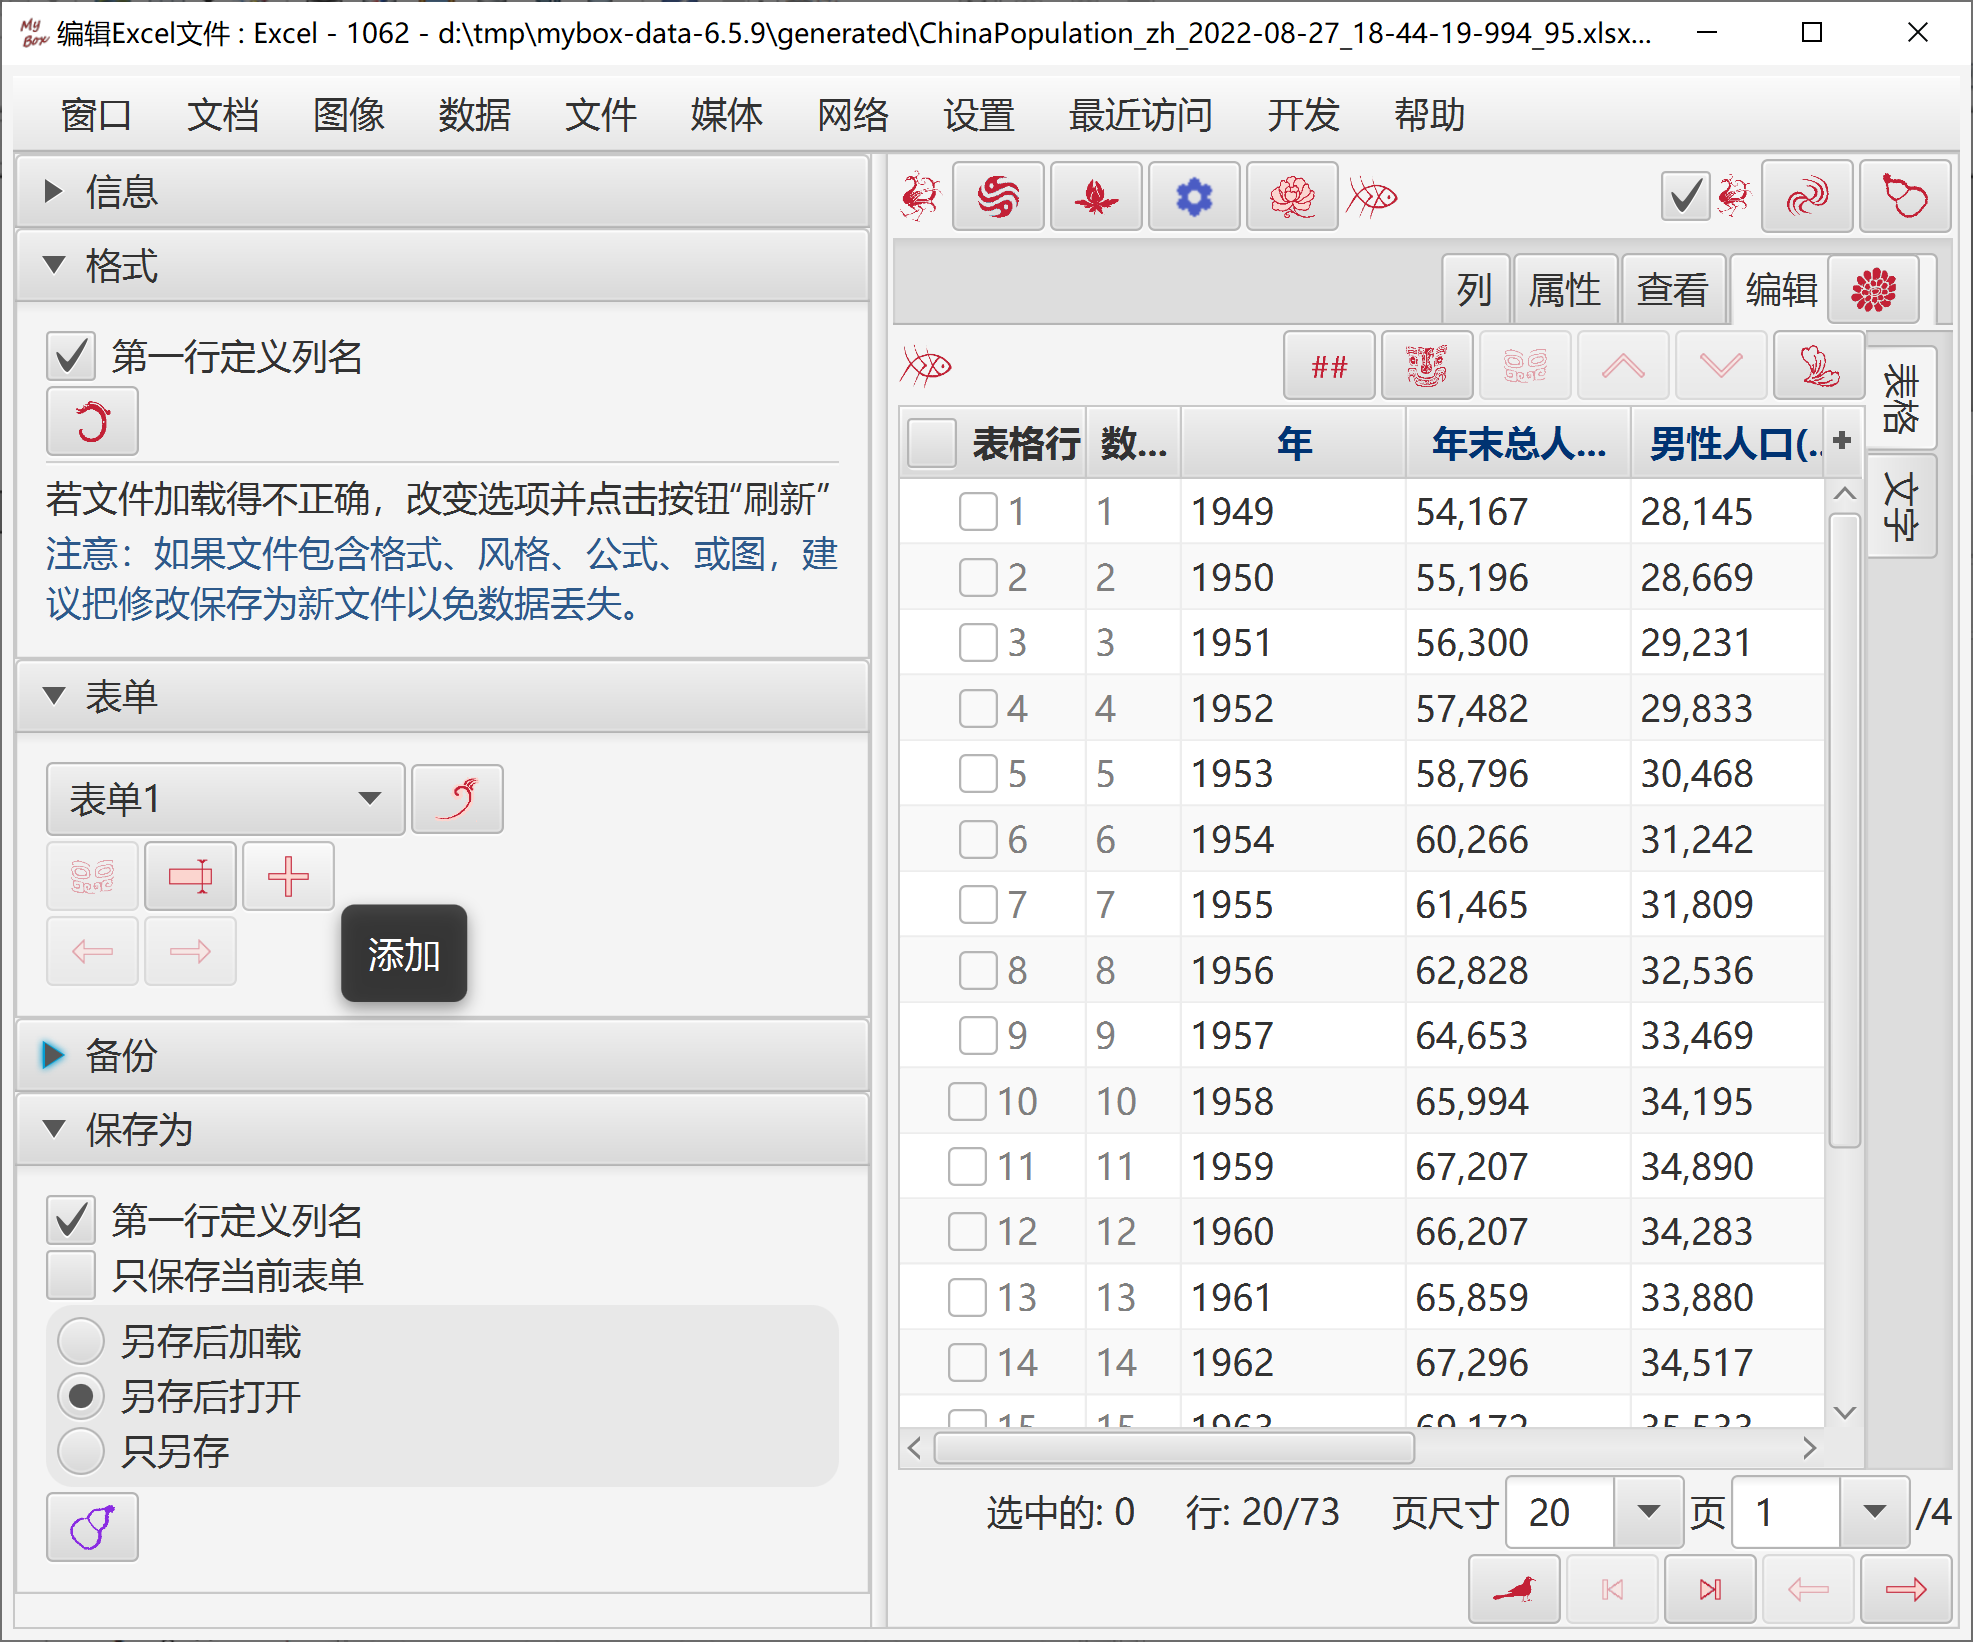 My Box 编辑Excel文件 : Excel - 1062 - d:\tmp\mybox-data-6.5.9\generated\ChinaPopulation_zh_2022-08-27_18-44-19-994_95.xlsx...
窗口 文档 图像 数据 文件 媒体 网络 设置 最近访问 开发 帮助
信息
格式
第一行定义列名
若文件加载得不正确，改变选项并点击按钮“刷新”
注意：如果文件包含格式、风格、公式、或图，建
议把修改保存为新文件以免数据丢失。
表单
表单1
添加
备份
保存为
第一行定义列名
只保存当前表单
另存后加载
另存后打开
只另存
列 属性 查看 编辑
##
表格
文字
表格行 数... 年 年末总人... 男性人口(.. +
1 1 1949 54,167 28,145
2 2 1950 55,196 28,669
3 3 1951 56,300 29,231
4 4 1952 57,482 29,833
5 5 1953 58,796 30,468
6 6 1954 60,266 31,242
7 7 1955 61,465 31,809
8 8 1956 62,828 32,536
9 9 1957 64,653 33,469
10 10 1958 65,994 34,195
11 11 1959 67,207 34,890
12 12 1960 66,207 34,283
13 13 1961 65,859 33,880
14 14 1962 67,296 34,517
15 15 1963 69,172 35,533
选中的: 0 行: 20/73 页尺寸 20 页 1 /4